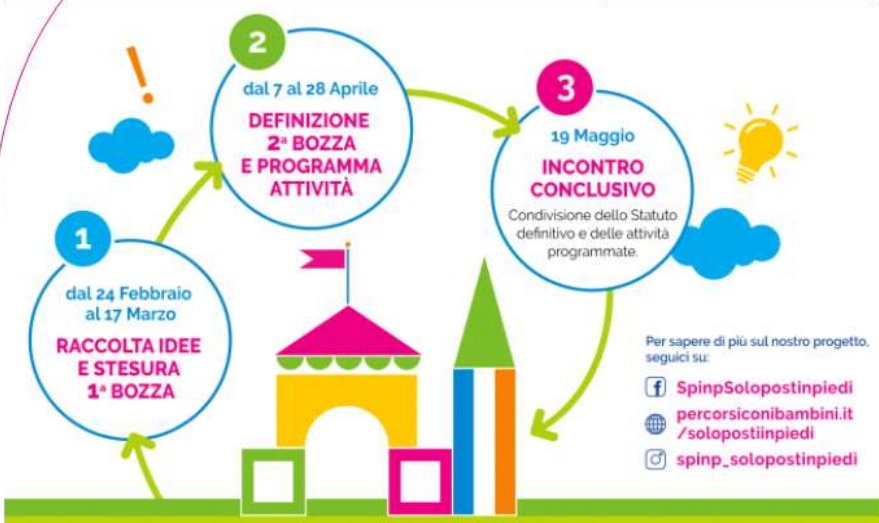 1
dal 24 Febbraio
al 17 Marzo
RACCOLTA IDEE
E STESURA
1ª BOZZA
2
dal 7 al 28 Aprile
DEFINIZIONE
2ª BOZZA
E PROGRAMMA
ATTIVITÀ
3
19 Maggio
INCONTRO
CONCLUSIVO
Condivisione dello Statuto
definitivo e delle attività
programmate.
Per sapere di più sul nostro progetto,
seguici su:
SpinpSolopostinpiedi
percorsiconibambini.it
/solopostiinpiedi
spinp_solopostinpiedi